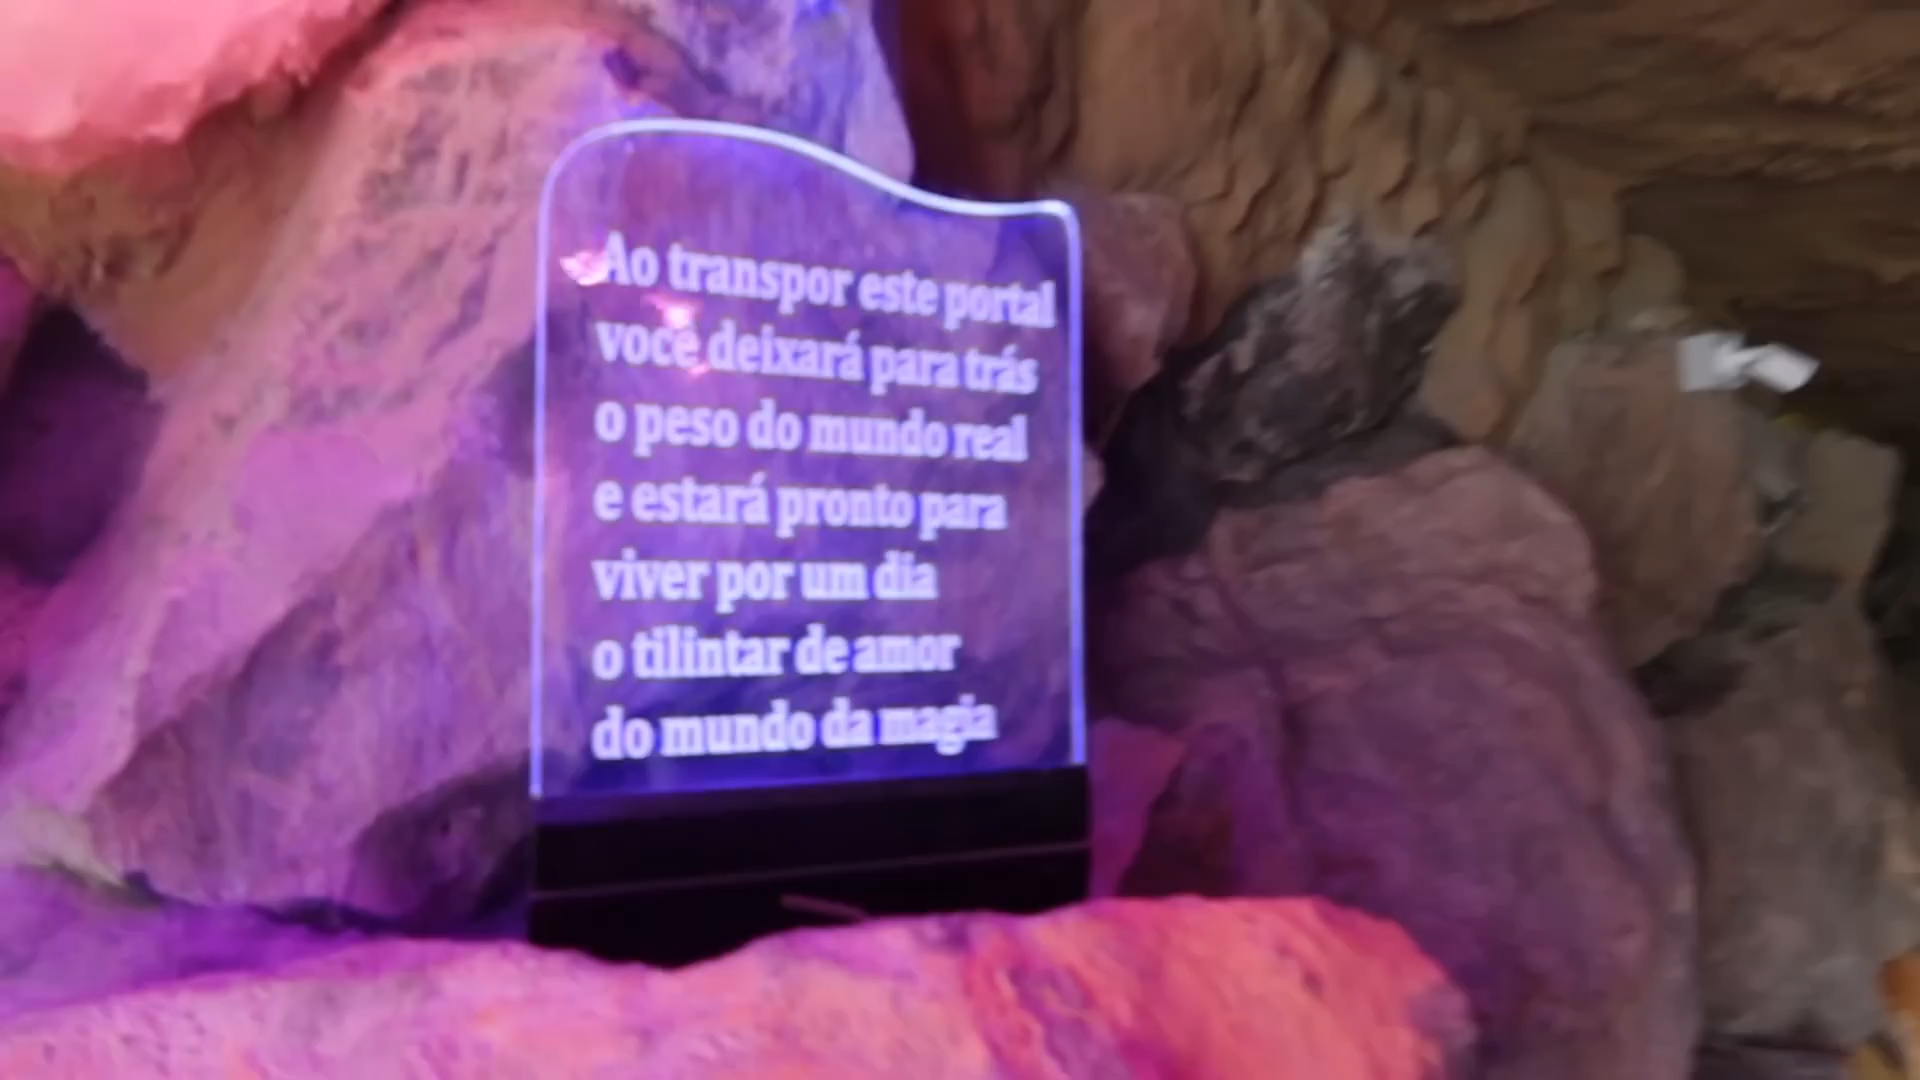 Ao transpor este portal
você deixará para trás
o peso do mundo real
e estará pronto para
viver por um dia
o tilintar de amor
do mundo da magia